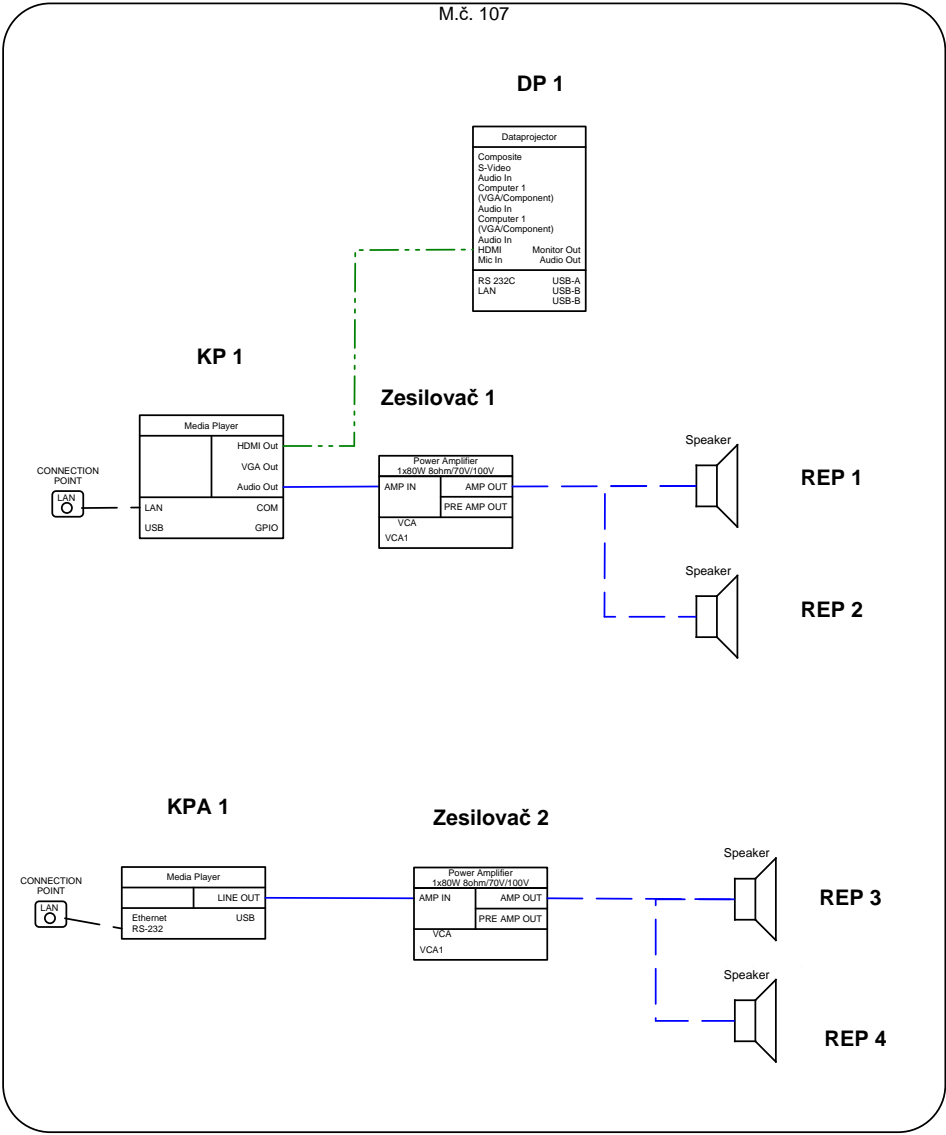 M.č. 107
DP 1
Dataprojector
Composite
S-Video
Audio In
Computer 1
(VGA/Component)
Audio In
Computer 1
(VGA/Component)
Audio In
HDMI Monitor Out
Mic In Audio Out
RS 232C USB-A
LAN USB-B
USB-B
KP 1
Media Player
HDMI Out
VGA Out
Audio Out
LAN COM
USB GPIO
CONNECTION
POINT
LAN
Zesilovač 1
Power Amplifier
1x80W 8ohm/70V/100V
AMP IN AMP OUT
PRE AMP OUT
VCA
VCA1
Speaker
REP 1
Speaker
REP 2
KPA 1
Media Player
LINE OUT
Ethernet USB
RS-232
CONNECTION
POINT
LAN
Zesilovač 2
Power Amplifier
1x80W 8ohm/70V/100V
AMP IN AMP OUT
PRE AMP OUT
VCA
VCA1
Speaker
REP 3
Speaker
REP 4